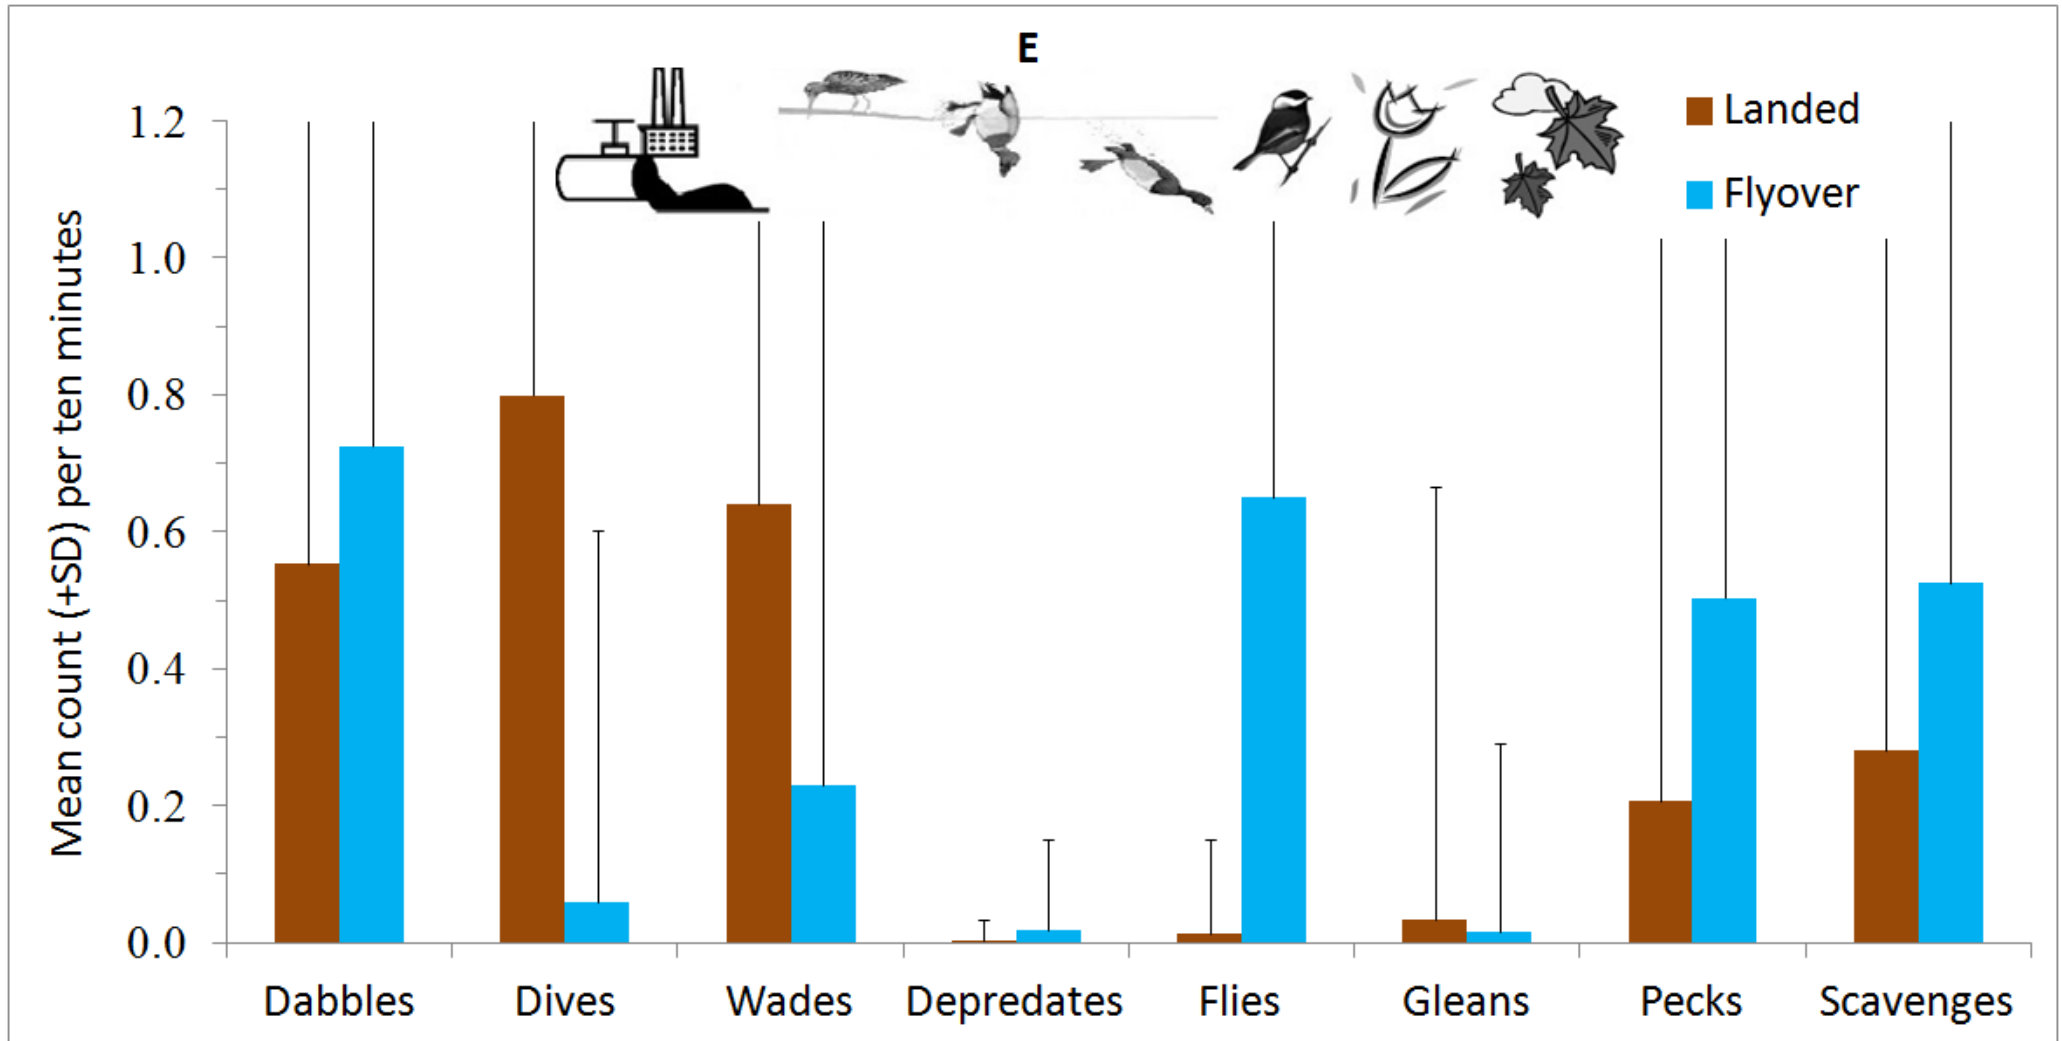 E
Landed
Flyover
Mean count (+SD) per ten minutes
1.2
1.0
0.8
0.6
0.4
0.2
0.0
Dabbles Dives Wades Depredates Flies Gleans Pecks Scavenges